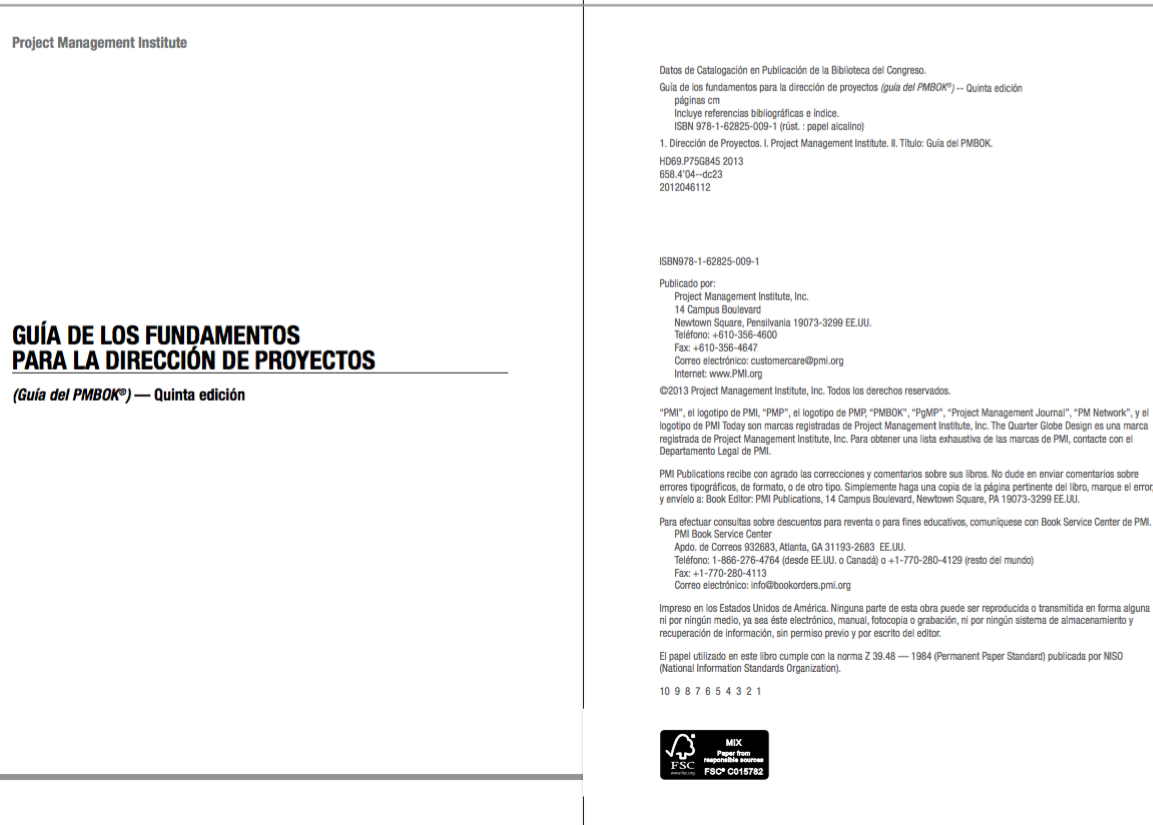 Project Management Institute
GUÍA DE LOS FUNDAMENTOS
PARA LA DIRECCIÓN DE PROYECTOS
(Guía del PMBOK®) — Quinta edición
Datos de Catalogación en Publicación de la Biblioteca del Congreso.
Guía de los fundamentos para la dirección de proyectos (guía del PMBOK®) -- Quinta edición
páginas cm
Incluye referencias bibliográficas e índice.
ISBN 978-1-62825-009-1 (rúst. : papel alcalino)
1. Dirección de Proyectos. I. Project Management Institute. II. Título: Guía del PMBOK.
HD69.P75G845 2013
658.4'04--dc23
2012046112
ISBN978-1-62825-009-1
Publicado por:
Project Management Institute, Inc.
14 Campus Boulevard
Newtown Square, Pensilvania 19073-3299 EE.UU.
Teléfono: +610-356-4600
Fax: +610-356-4647
Correo electrónico: customercare@pmi.org
Internet: www.PMI.org
©2013 Project Management Institute, Inc. Todos los derechos reservados.
"PMI", el logotipo de PMI, "PMP", el logotipo de PMP, "PMBOK", "PgMP", "Project Management Journal", "PM Network", y el
logotipo de PMI Today son marcas registradas de Project Management Institute, Inc. The Quarter Globe Design es una marca
registrada de Project Management Institute, Inc. Para obtener una lista exhaustiva de las marcas de PMI, contacte con el
Departamento Legal de PMI.
PMI Publications recibe con agrado las correcciones y comentarios sobre sus libros. No dude en enviar comentarios sobre
errores tipográficos, de formato, o de otro tipo. Simplemente haga una copia de la página pertinente del libro, marque el error,
y envíelo a: Book Editor: PMI Publications, 14 Campus Boulevard, Newtown Square, PA 19073-3299 EE.UU.
Para efectuar consultas sobre descuentos para reventa o para fines educativos, comuníquese con Book Service Center de PMI.
PMI Book Service Center
Apdo. de Correos 932683, Atlanta, GA 31193-2683 EE.UU.
Teléfono: 1-866-276-4764 (desde EE.UU. o Canadá) o +1-770-280-4129 (resto del mundo)
Fax: +1-770-280-4113
Correo electrónico: info@bookorders.pmi.org
Impreso en los Estados Unidos de América. Ninguna parte de esta obra puede ser reproducida o transmitida en forma alguna
ni por ningún medio, ya sea éste electrónico, manual, fotocopia o grabación, ni por ningún sistema de almacenamiento y
recuperación de información, sin permiso previo y por escrito del editor.
El papel utilizado en este libro cumple con la norma Z 39.48 — 1984 (Permanent Paper Standard) publicada por NISO
(National Information Standards Organization).
10 9 8 7 6 5 4 3 2 1
FSC
www.fsc.org
MIX
Paper from
responsible sources
FSC® C015782